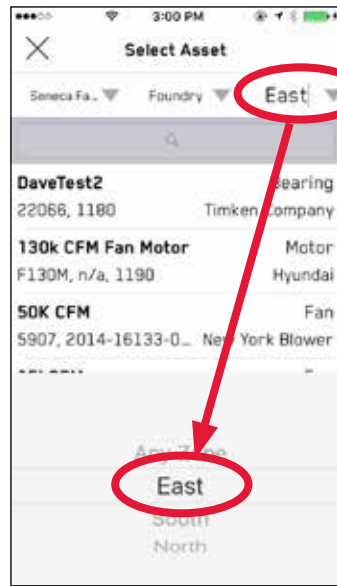 3:00 PM
Select Asset
Seneca Fa… Foundry East
DaveTest2 Bearing
22066, 1180 Timken Company
130k CFM Fan Motor Motor
F130M, n/a, 1190 Hyundai
50K CFM Fan
5907, 2014-16133-0… New York Blower
Any Zone
East
South
North